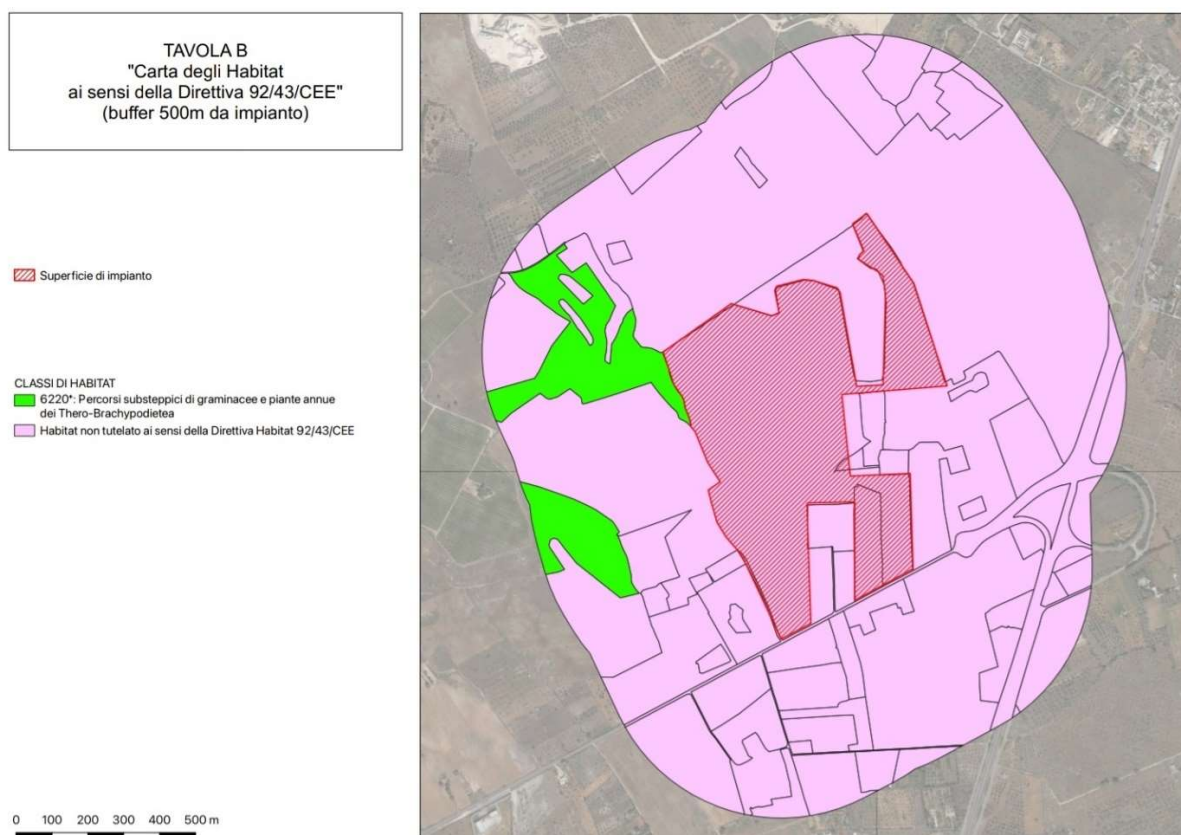 TAVOLA B
"Carta degli Habitat
ai sensi della Direttiva 92/43/CEE"
(buffer 500m da impianto)
Superficie di impianto
CLASSI DI HABITAT
6220*: Percorsi substeppici di graminacee e piante annue
dei Thero-Brachypodietea
Habitat non tutelato ai sensi della Direttiva Habitat 92/43/CEE
0 100 200 300 400 500 m